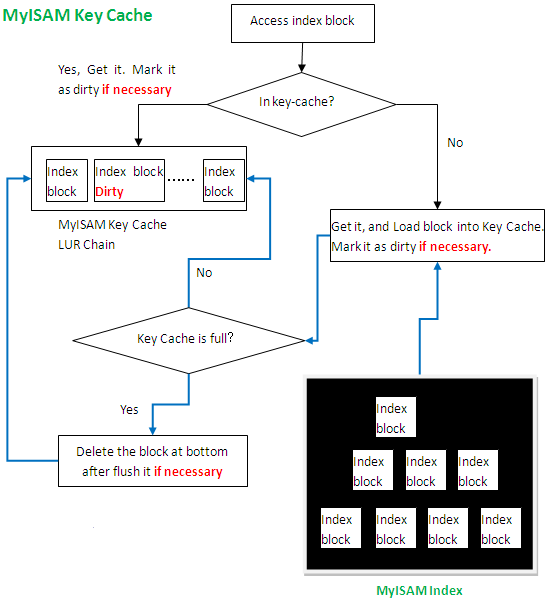 MyISAM Key Cache
Access index block
Yes, Get it. Mark it
as dirty if necessary
In key-cache?
No
Index
block
Index block
Dirty
......
Index
block
MyISAM Key Cache
LUR Chain
Get it, and Load block into Key Cache.
Mark it as dirty if necessary.
No
Key Cache is full?
Yes
Delete the block at bottom
after flush it if necessary
Index
block
Index
block
Index
block
Index
block
Index
block
Index
block
Index
block
Index
block
MyISAM Index